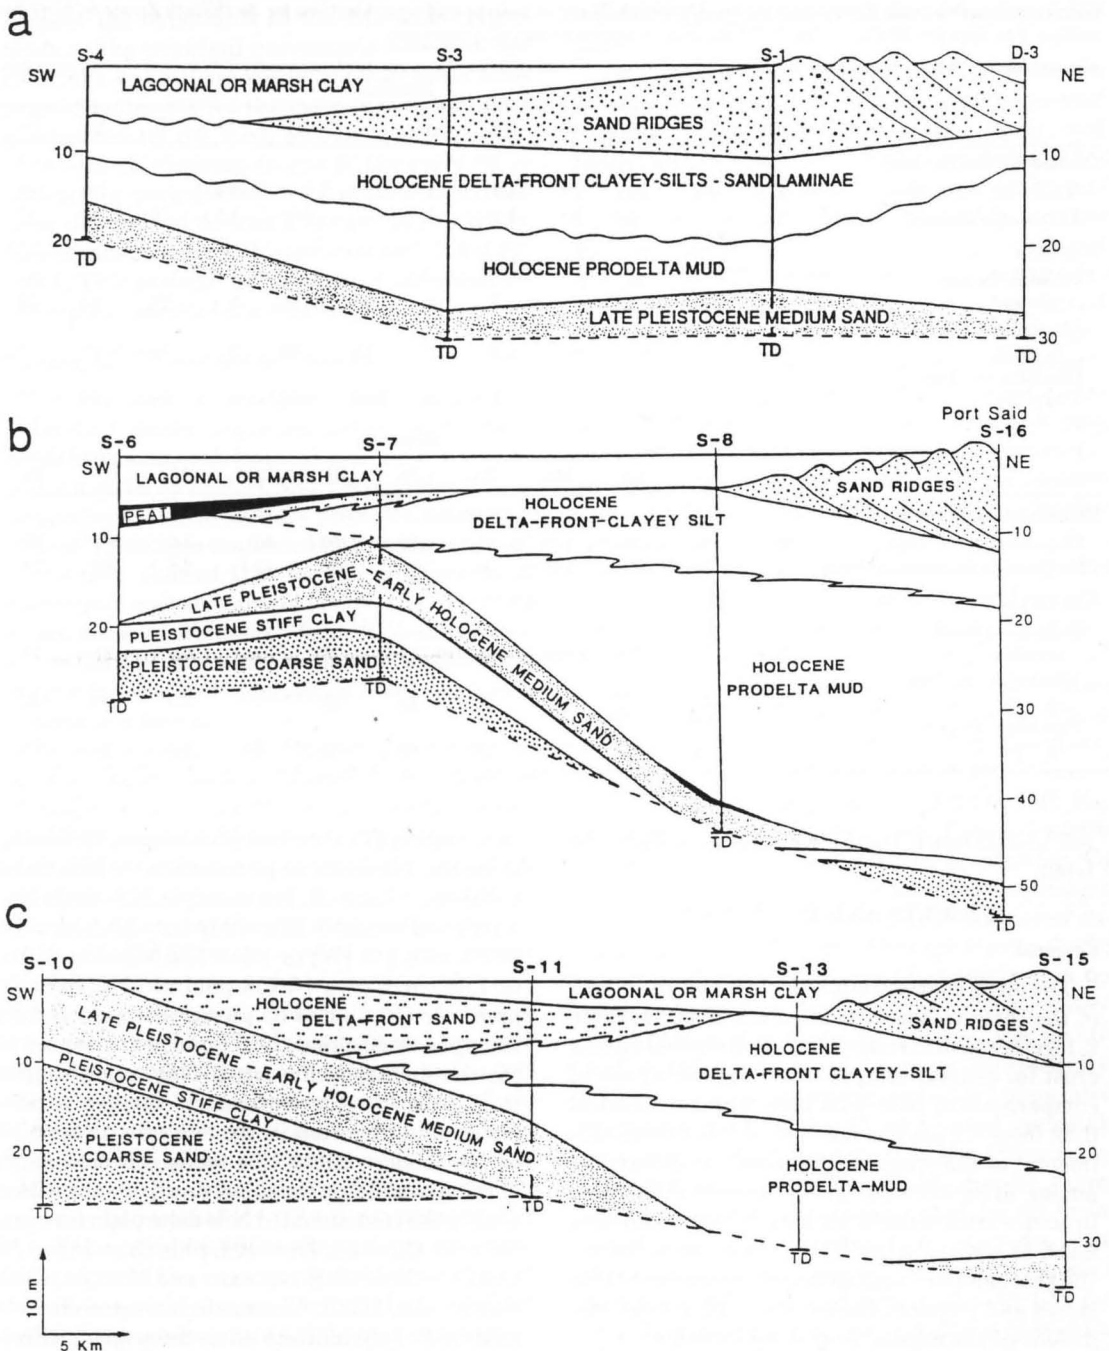 a
S-4 S-3 S-1 D-3
SW NE
LAGOONAL OR MARSH CLAY
SAND RIDGES
10 10
HOLOCENE DELTA-FRONT CLAYEY-SILTS - SAND LAMINAE
20 20
TD
HOLOCENE PRODELTA MUD
LATE PLEISTOCENE MEDIUM SAND
30
TD TD TD
b
Port Said
S-6 S-7 S-8 S-16
SW NE
LAGOONAL OR MARSH CLAY
SAND RIDGES
PEAT
HOLOCENE
DELTA-FRONT-CLAYEY SILT
10 10
LATE PLEISTOCENE - EARLY HOLOCENE MEDIUM SAND
20 20
PLEISTOCENE STIFF CLAY
PLEISTOCENE COARSE SAND
HOLOCENE
PRODELTA MUD
TD TD
30
40
TD
50
TD
c
S-10 S-11 S-13 S-15
SW NE
LAGOONAL OR MARSH CLAY
HOLOCENE
DELTA-FRONT SAND
SAND RIDGES
LATE PLEISTOCENE - EARLY HOLOCENE MEDIUM SAND
HOLOCENE
DELTA-FRONT CLAYEY-SILT
10 10
PLEISTOCENE STIFF CLAY
PLEISTOCENE
COARSE SAND
20 20
HOLOCENE
PRODELTA-MUD
TD TD
30
TD
TD
10 m
5 Km